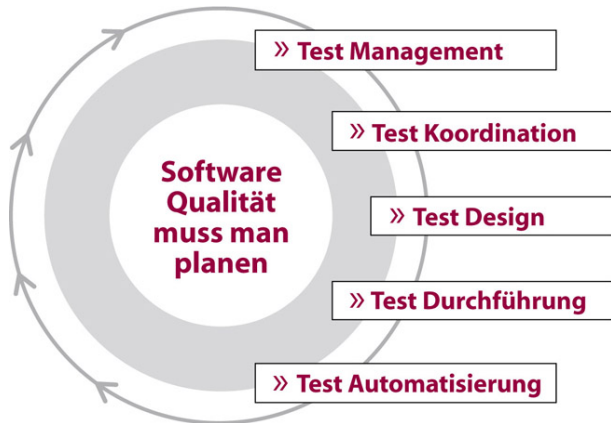 » Test Management
» Test Koordination
Software
Qualität
muss man
planen
» Test Design
» Test Durchführung
» Test Automatisierung